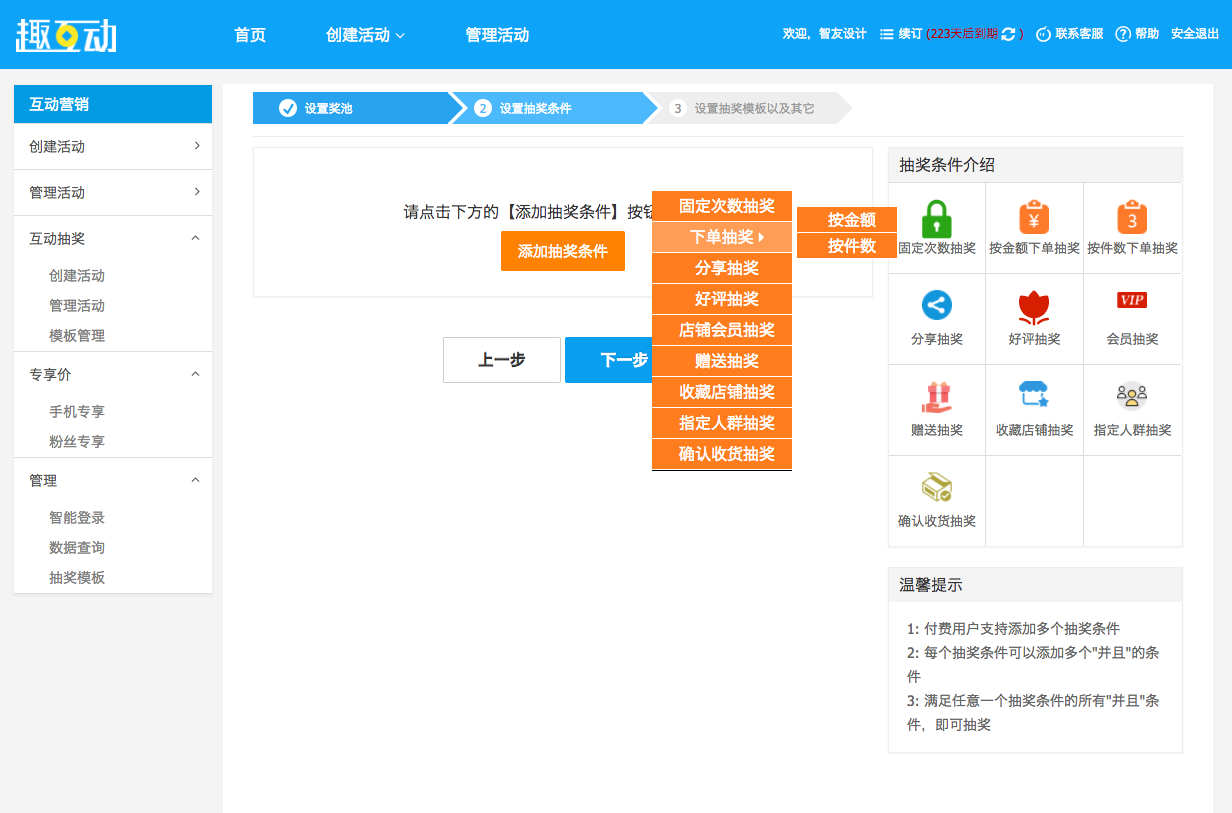 趣互动
首页
创建活动
管理活动
欢迎，智友设计
续订 (223天后到期 )
联系客服
帮助
安全退出
互动营销
创建活动
管理活动
互动抽奖
创建活动
管理活动
模板管理
专享价
手机专享
粉丝专享
管理
智能登录
数据查询
抽奖模板
设置奖池
2 设置抽奖条件
3 设置抽奖模板以及其它
请点击下方的【添加抽奖条件】按
添加抽奖条件
上一步
下一步
固定次数抽奖
下单抽奖
分享抽奖
好评抽奖
店铺会员抽奖
赠送抽奖
收藏店铺抽奖
指定人群抽奖
确认收货抽奖
按金额
按件数
抽奖条件介绍
固定次数抽奖
¥
按金额下单抽奖
3
按件数下单抽奖
分享抽奖
好评抽奖
VIP
会员抽奖
赠送抽奖
收藏店铺抽奖
指定人群抽奖
确认收货抽奖
温馨提示
1: 付费用户支持添加多个抽奖条件
2: 每个抽奖条件可以添加多个"并且"的条
件
3: 满足任意一个抽奖条件的所有"并且"条
件，即可抽奖